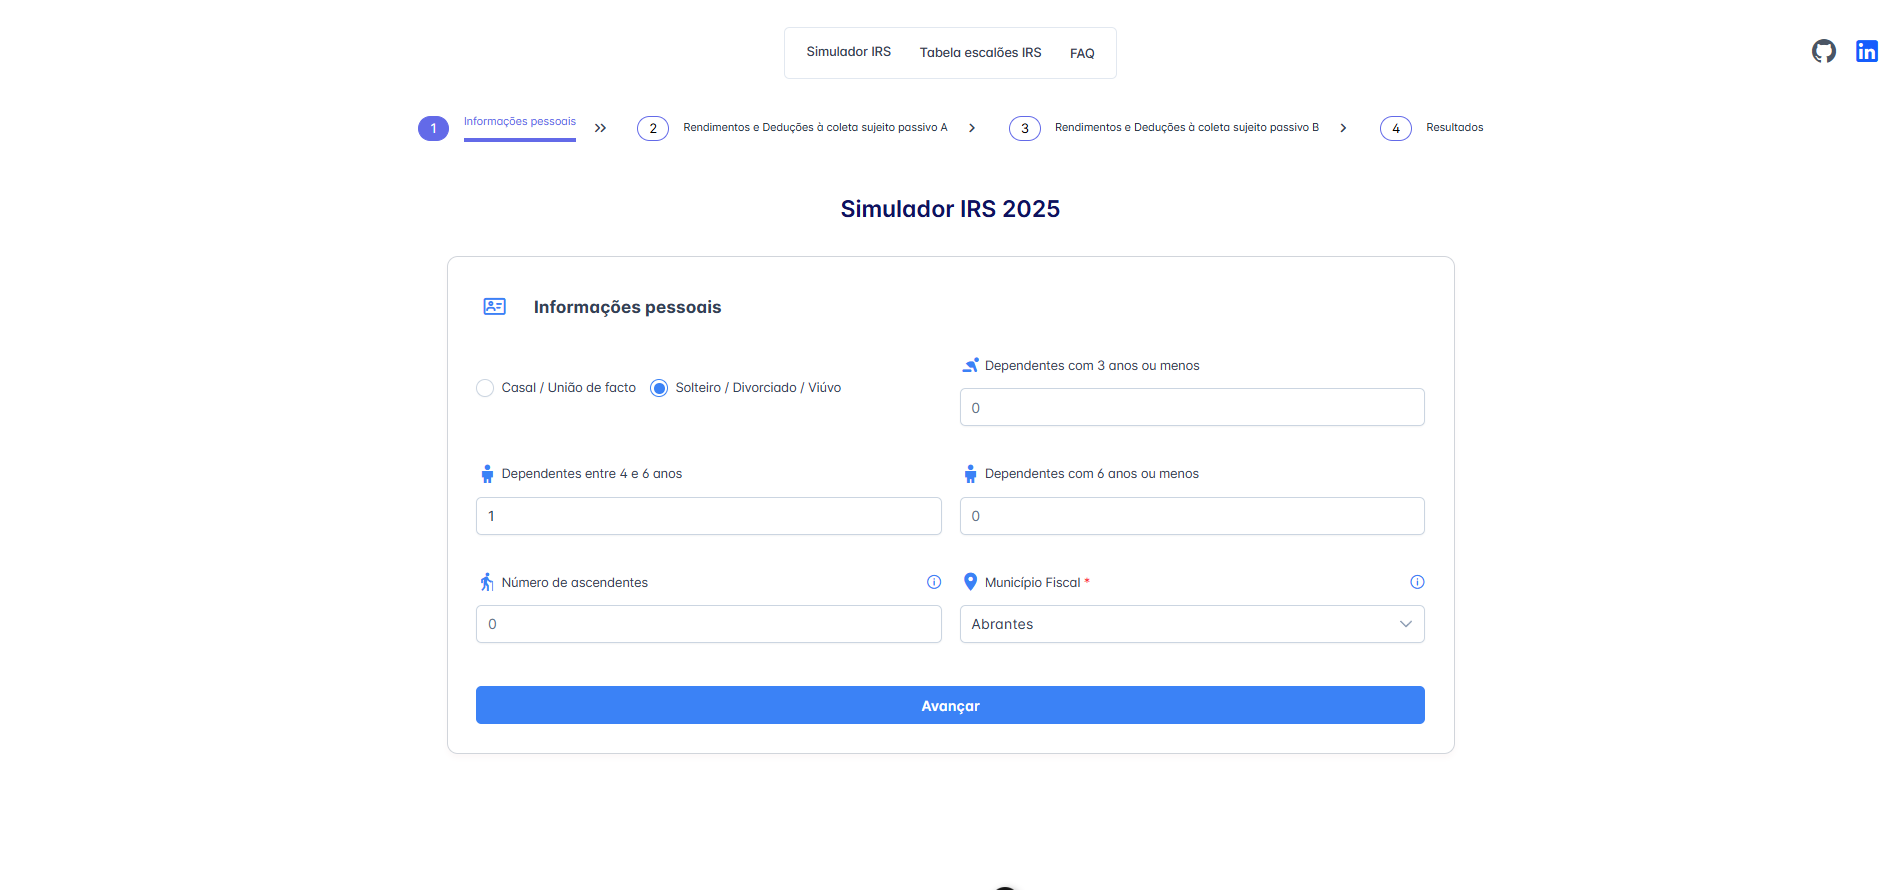 Simulador IRS Tabela escalões IRS FAQ
1 Informações pessoais 2 Rendimentos e Deduções à coleta sujeito passivo A 3 Rendimentos e Deduções à coleta sujeito passivo B 4 Resultados
Simulador IRS 2025
Informações pessoais
Casal / União de facto Solteiro / Divorciado / Viúvo
Dependentes com 3 anos ou menos
0
Dependentes entre 4 e 6 anos
1
Dependentes com 6 anos ou menos
0
Número de ascendentes
0
Município Fiscal *
Abrantes
Avançar